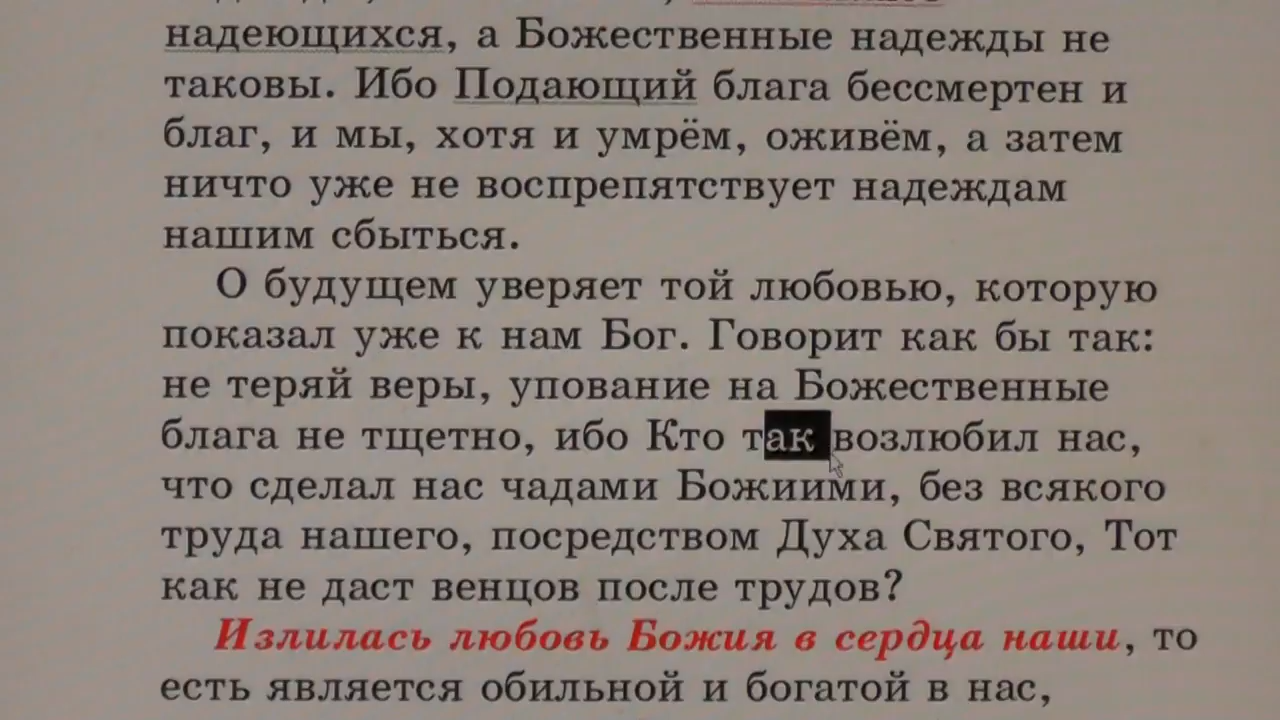 надеющихся, а Божественные надежды не
таковы. Ибо Подающий блага бессмертен и
благ, и мы, хотя и умрём, оживём, а затем
ничто уже не воспрепятствует надеждам
нашим сбыться.
О будущем уверяет той любовью, которую
показал уже к нам Бог. Говорит как бы так:
не теряй веры, упование на Божественные
блага не тщетно, ибо Кто так возлюбил нас,
что сделал нас чадами Божиими, без всякого
труда нашего, посредством Духа Святого, Тот
как не даст венцов после трудов?
Излилась любовь Божия в сердца наши, то
есть является обильной и богатой в нас,